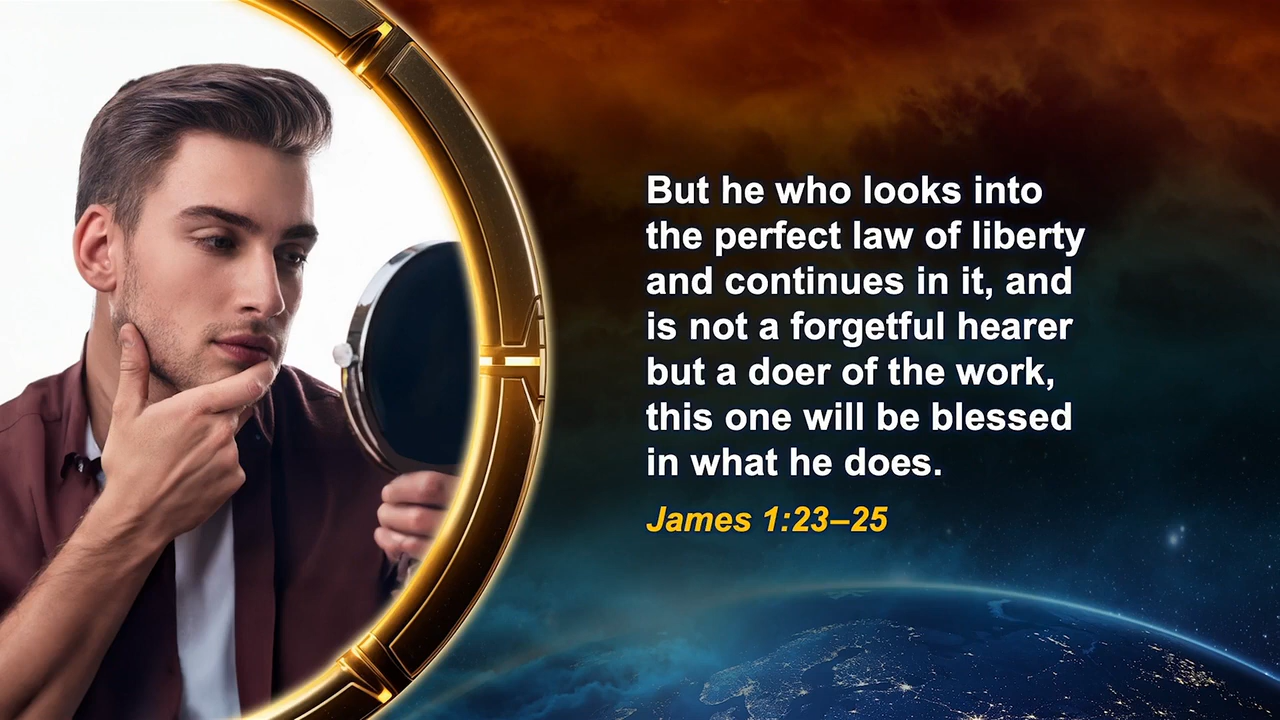 But he who looks into
the perfect law of liberty
and continues in it, and
is not a forgetful hearer
but a doer of the work,
this one will be blessed
in what he does.
James 1:23–25